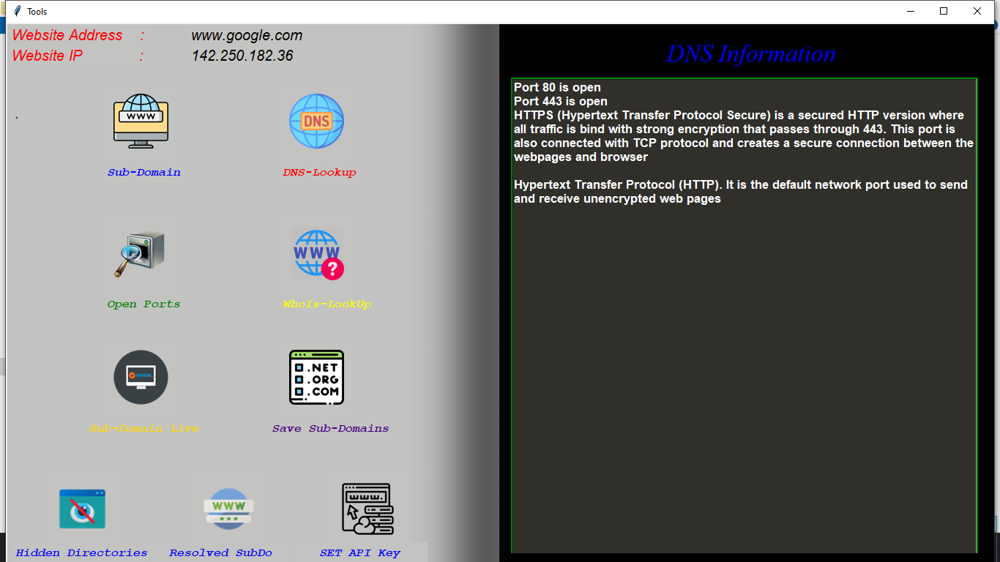 Tools
Website Address : www.google.com
Website IP : 142.250.182.36
DNS Information
WWW
DNS
Sub-Domain
DNS-Lookup
WWW
?
Open Ports
WhoIs-LookUp
www.
.NET
.ORG
.COM
Sub-Domain Live
Save Sub-Domains
WWW
www.
Hidden Directories
Resolved SubDo
SET API Key
Port 80 is open
Port 443 is open
HTTPS (Hypertext Transfer Protocol Secure) is a secured HTTP version where
all traffic is bind with strong encryption that passes through 443. This port is
also connected with TCP protocol and creates a secure connection between the
webpages and browser
Hypertext Transfer Protocol (HTTP). It is the default network port used to send
and receive unencrypted web pages